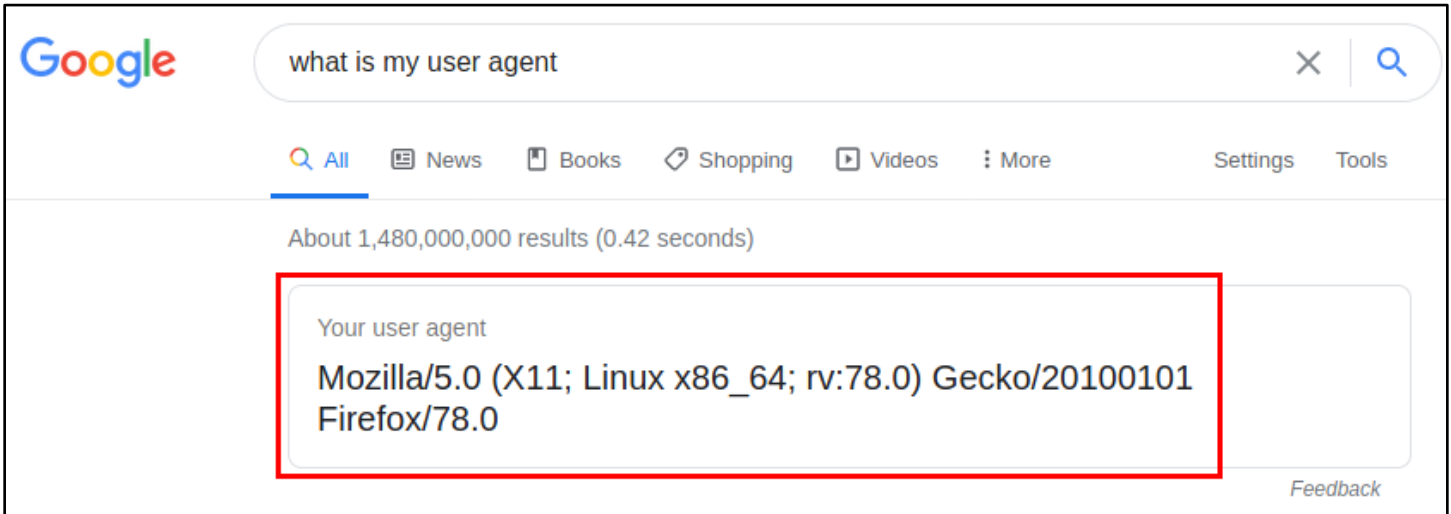 Google
what is my user agent
All News Books Shopping Videos More Settings Tools
About 1,480,000,000 results (0.42 seconds)
Your user agent
Mozilla/5.0 (X11; Linux x86_64; rv:78.0) Gecko/20100101
Firefox/78.0
Feedback